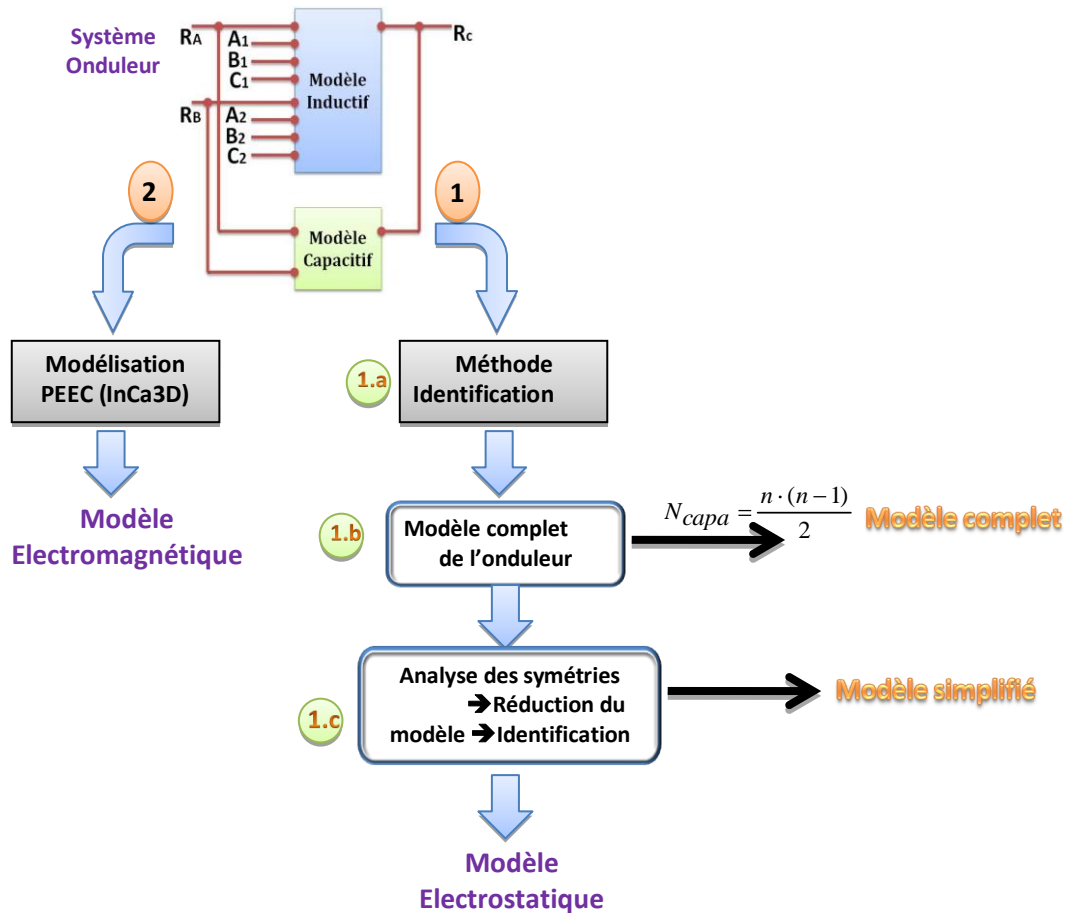 Système
Onduleur
RA
A1
B1
C1
RB
A2
B2
C2
Modèle
Inductif
Rc
2
1
Modèle
Capacitif
Modélisation
PEEC (InCa3D)
1.a
Méthode
Identification
Modèle
Electromagnétique
1.b
Modèle complet
de l’onduleur
N_capa = n·(n−1)/2
Modèle complet
1.c
Analyse des symétries
➔Réduction du
modèle ➔Identification
Modèle simplifié
Modèle
Electrostatique